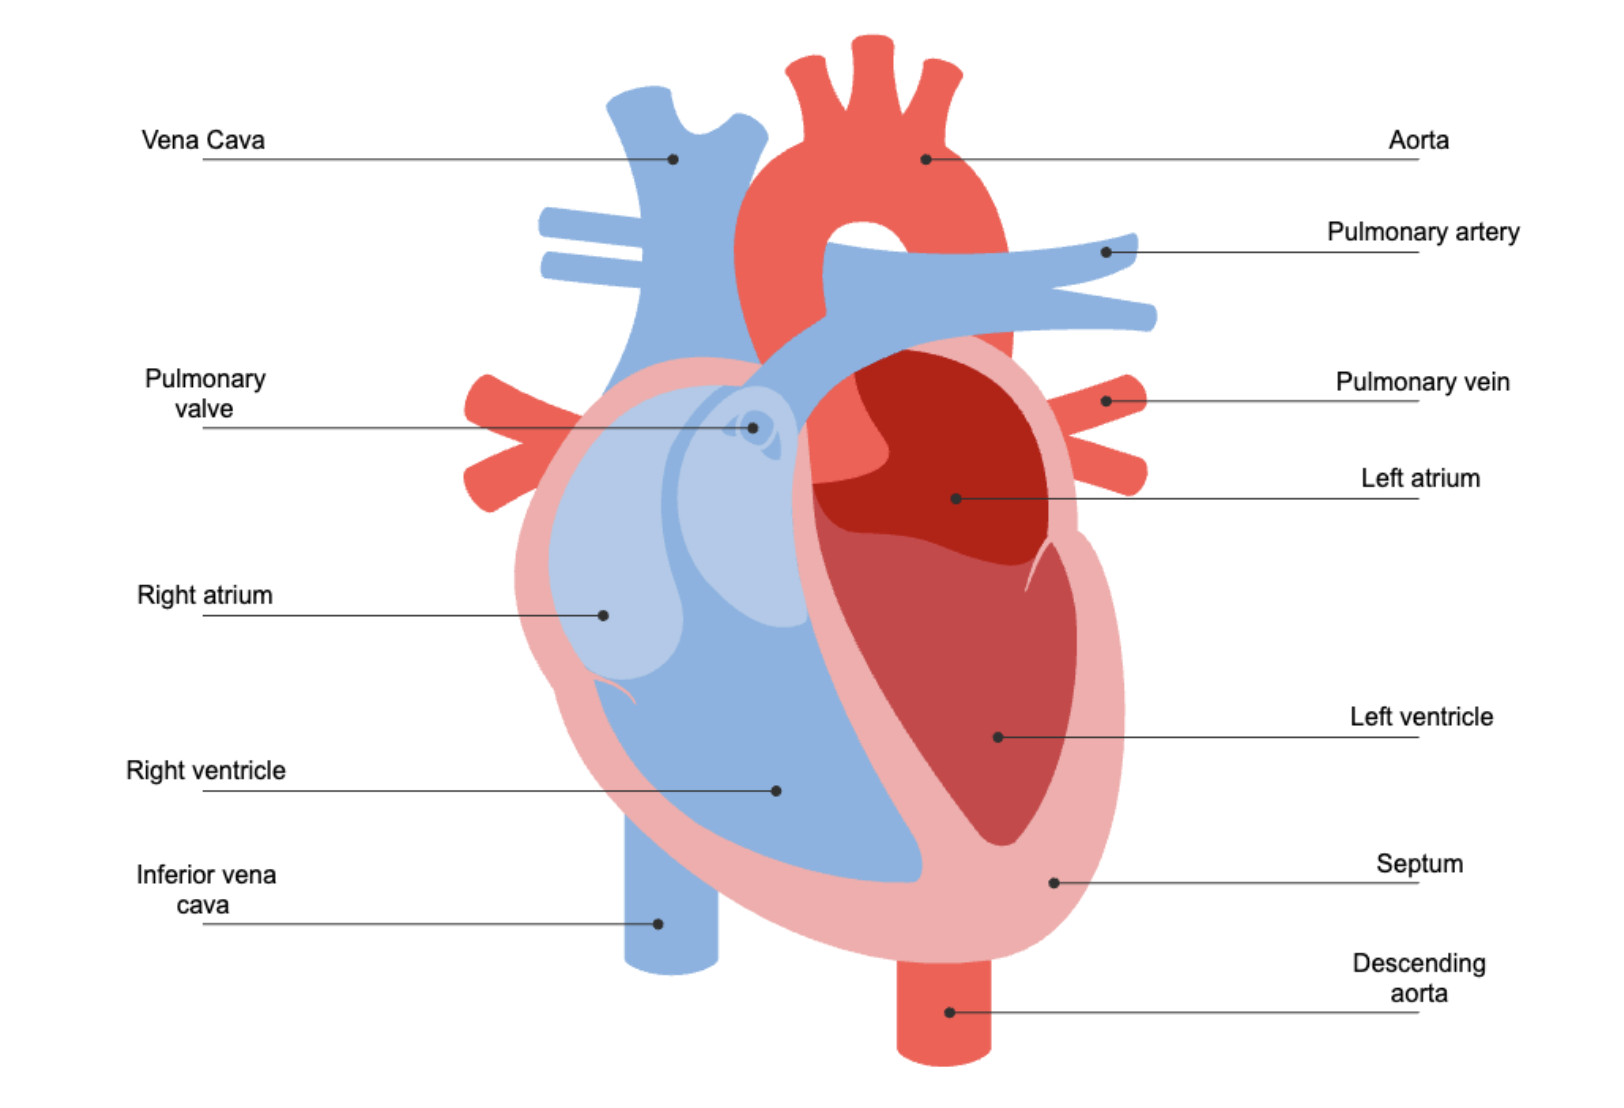 Vena Cava
Aorta
Pulmonary artery
Pulmonary
valve
Pulmonary vein
Left atrium
Right atrium
Left ventricle
Right ventricle
Septum
Inferior vena
cava
Descending
aorta